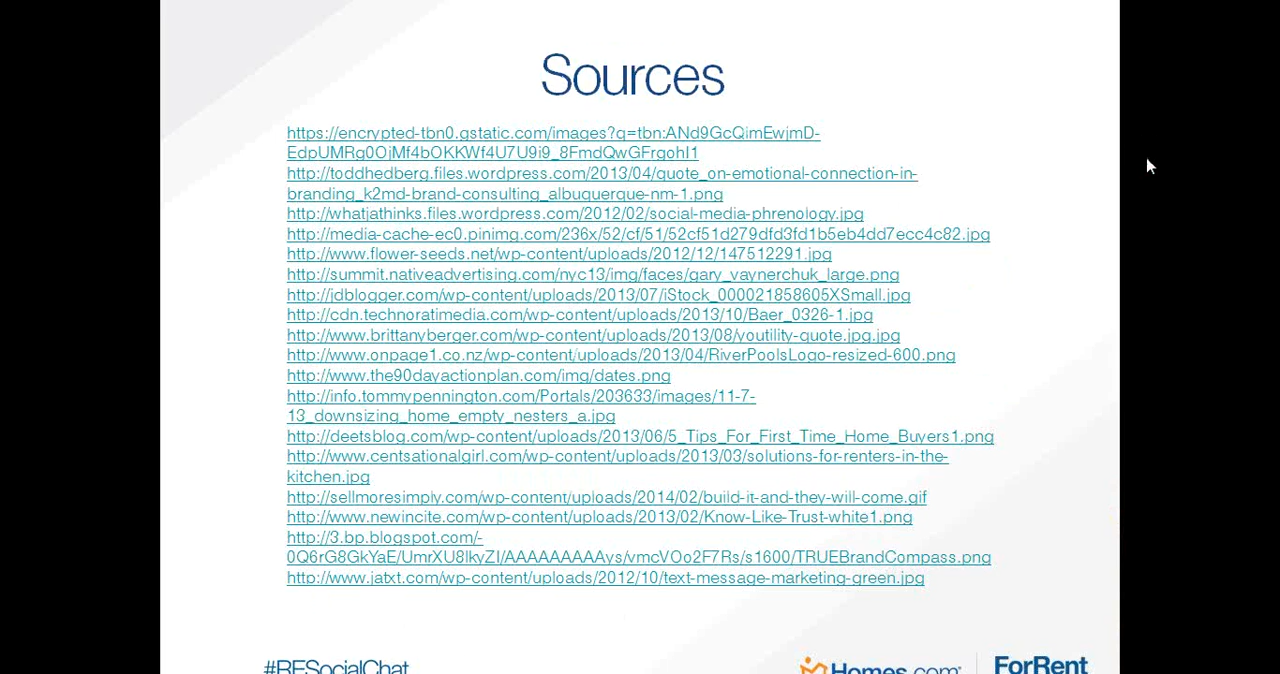 Sources
https://encrypted-tbn0.gstatic.com/images?q=tbn:ANd9GcQimEwjmD-
EdpUMRg0OjMf4bOKKWf4U7U9i9_8FmdQwGFrgohI1
http://toddhedberg.files.wordpress.com/2013/04/quote_on-emotional-connection-in-
branding_k2md-brand-consulting_albuquerque-nm-1.png
http://whatjathinks.files.wordpress.com/2012/02/social-media-phrenology.jpg
http://media-cache-ec0.pinimg.com/236x/52/cf/51/52cf51d279dfd3fd1b5eb4dd7ecc4c82.jpg
http://www.flower-seeds.net/wp-content/uploads/2012/12/147512291.jpg
http://summit.nativeadvertising.com/nyc13/img/faces/gary_vaynerchuk_large.png
http://jdblogger.com/wp-content/uploads/2013/07/iStock_000021858605XSmall.jpg
http://cdn.technoratimedia.com/wp-content/uploads/2013/10/Baer_0326-1.jpg
http://www.brittanyberger.com/wp-content/uploads/2013/08/youtility-quote.jpg.jpg
http://www.onpage1.co.nz/wp-content/uploads/2013/04/RiverPoolsLogo-resized-600.png
http://www.the90dayactionplan.com/img/dates.png
http://info.tommypennington.com/Portals/203633/images/11-7-
13_downsizing_home_empty_nesters_a.jpg
http://deetsblog.com/wp-content/uploads/2013/06/5_Tips_For_First_Time_Home_Buyers1.png
http://www.centsationalgirl.com/wp-content/uploads/2013/03/solutions-for-renters-in-the-
kitchen.jpg
http://sellmoresimply.com/wp-content/uploads/2014/02/build-it-and-they-will-come.gif
http://www.newincite.com/wp-content/uploads/2013/02/Know-Like-Trust-white1.png
http://3.bp.blogspot.com/-
0Q6rG8GkYaE/UmrXU8lkyZI/AAAAAAAAAys/vmcVOo2F7Rs/s1600/TRUEBrandCompass.png
http://www.jatxt.com/wp-content/uploads/2012/10/text-message-marketing-green.jpg
#RESocialChat
Homes.com
ForRent